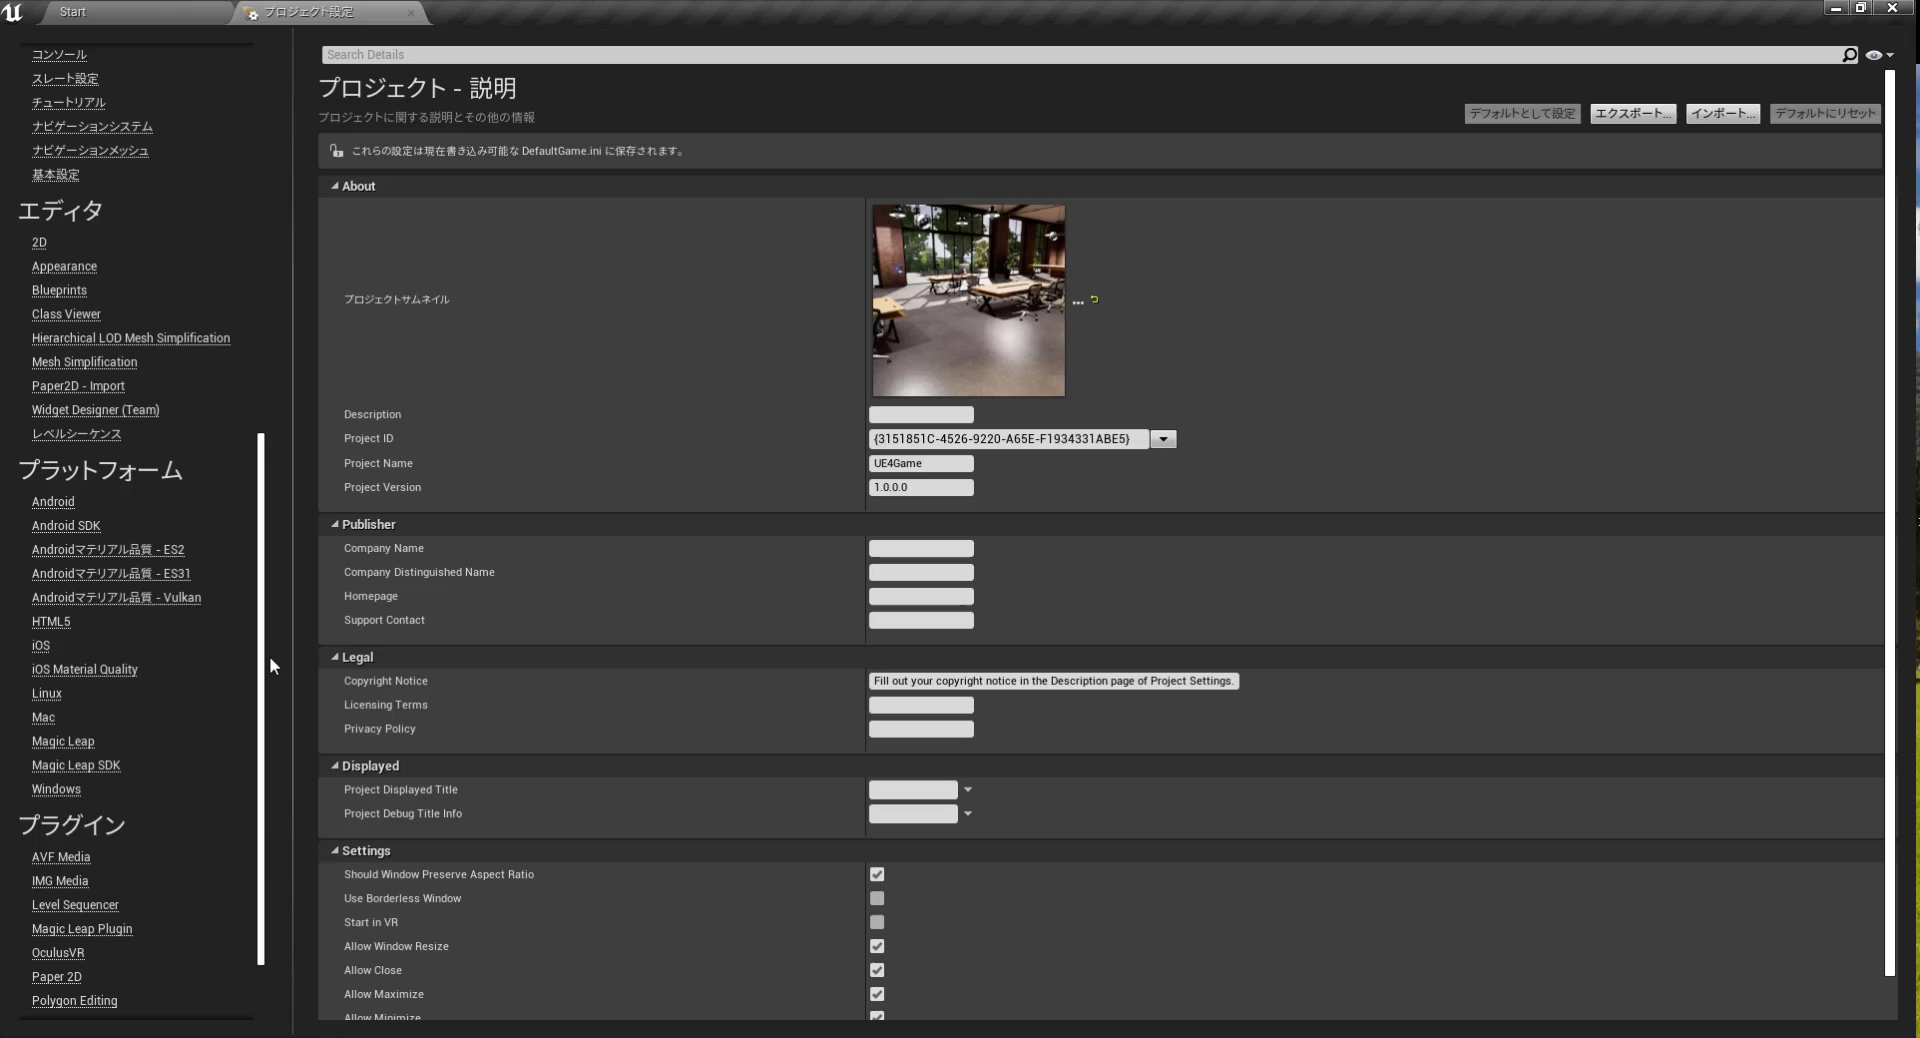 Start
プロジェクト設定
コンソール
スレート設定
チュートリアル
ナビゲーションシステム
ナビゲーションメッシュ
基本設定
エディタ
2D
Appearance
Blueprints
Class Viewer
Hierarchical LOD Mesh Simplification
Mesh Simplification
Paper2D - Import
Widget Designer (Team)
レベルシーケンス
プラットフォーム
Android
Android SDK
Androidマテリアル品質 - ES2
Androidマテリアル品質 - ES31
Androidマテリアル品質 - Vulkan
HTML5
iOS
iOS Material Quality
Linux
Mac
Magic Leap
Magic Leap SDK
Windows
プラグイン
AVF Media
IMG Media
Level Sequencer
Magic Leap Plugin
OculusVR
Paper 2D
Polygon Editing
Search Details
プロジェクト - 説明
プロジェクトに関する説明とその他の情報
デフォルトとして設定
エクスポート...
インポート...
デフォルトにリセット
これらの設定は現在書き込み可能な DefaultGame.ini に保存されます。
About
プロジェクトサムネイル
Description
Project ID
{3151851C-4526-9220-A65E-F1934331ABE5}
Project Name
UE4Game
Project Version
1.0.0.0
Publisher
Company Name
Company Distinguished Name
Homepage
Support Contact
Legal
Copyright Notice
Fill out your copyright notice in the Description page of Project Settings.
Licensing Terms
Privacy Policy
Displayed
Project Displayed Title
Project Debug Title Info
Settings
Should Window Preserve Aspect Ratio
Use Borderless Window
Start in VR
Allow Window Resize
Allow Close
Allow Maximize
Allow Minimize